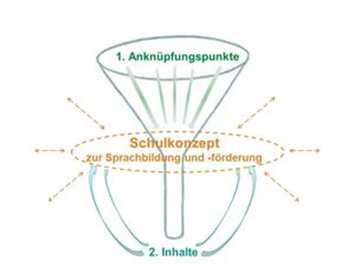 1. Anknüpfungspunkte
Schulkonzept
zur Sprachbildung und -förderung
2. Inhalte